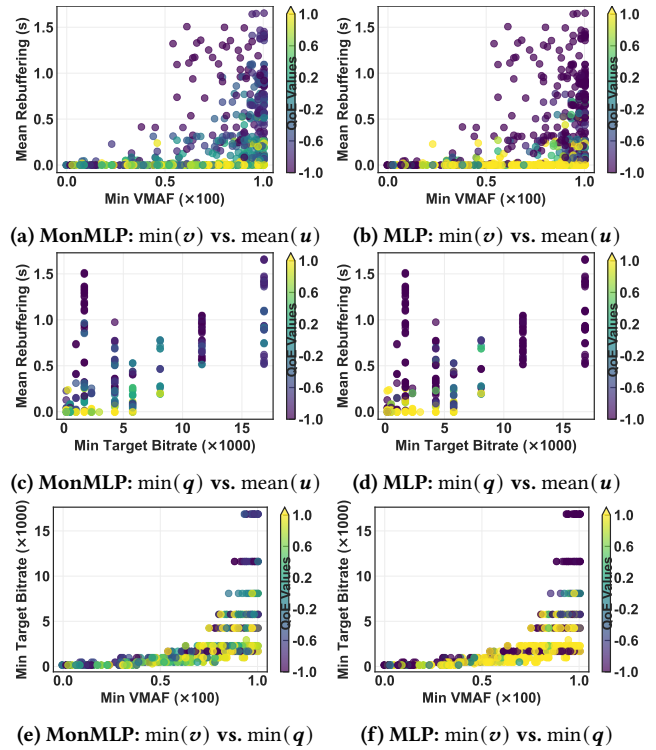 Mean Rebuffering (s)
1.5
1.0
0.5
0.0
0.0 0.5 1.0
Min VMAF (×100)
QoE Values
1.0
0.6
0.2
-0.2
-0.6
-1.0
(a) MonMLP: min(v) vs. mean(u)
Mean Rebuffering (s)
1.5
1.0
0.5
0.0
0.0 0.5 1.0
Min VMAF (×100)
QoE Values
1.0
0.6
0.2
-0.2
-0.6
-1.0
(b) MLP: min(v) vs. mean(u)
Mean Rebuffering (s)
1.5
1.0
0.5
0.0
0 5 10 15
Min Target Bitrate (×1000)
QoE Values
1.0
0.6
0.2
-0.2
-0.6
-1.0
(c) MonMLP: min(q) vs. mean(u)
Mean Rebuffering (s)
1.5
1.0
0.5
0.0
0 5 10 15
Min Target Bitrate (×1000)
QoE Values
1.0
0.6
0.2
-0.2
-0.6
-1.0
(d) MLP: min(q) vs. mean(u)
Min Target Bitrate (×1000)
15
10
5
0
0.0 0.5 1.0
Min VMAF (×100)
QoE Values
1.0
0.6
0.2
-0.2
-0.6
-1.0
(e) MonMLP: min(v) vs. min(q)
Min Target Bitrate (×1000)
15
10
5
0
0.0 0.5 1.0
Min VMAF (×100)
QoE Values
1.0
0.6
0.2
-0.2
-0.6
-1.0
(f) MLP: min(v) vs. min(q)